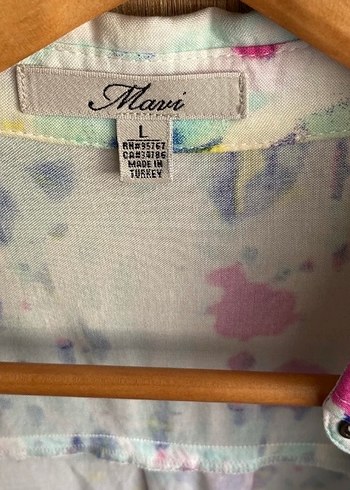 Mavi
L
RN#95767
CA#34786
MADE IN
TURKEY